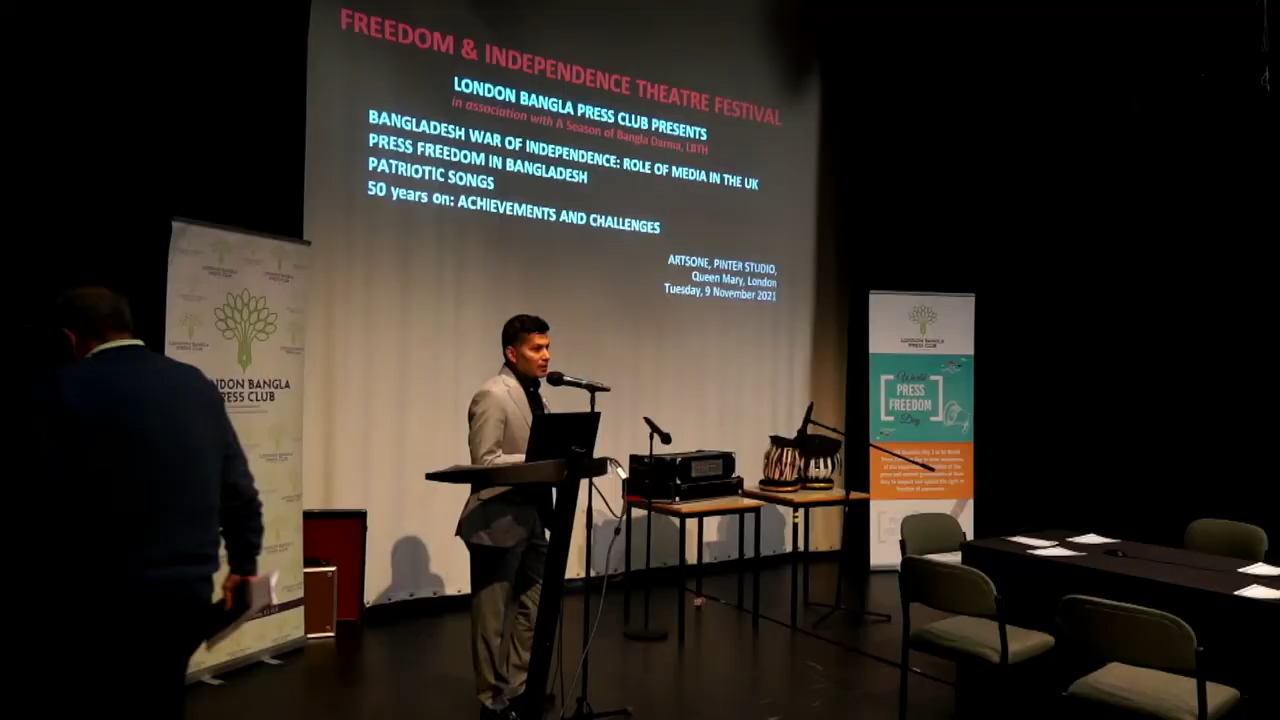 FREEDOM & INDEPENDENCE THEATRE FESTIVAL
LONDON BANGLA PRESS CLUB PRESENTS
in association with A Season of Bangla Darma, LBTH
BANGLADESH WAR OF INDEPENDENCE: ROLE OF MEDIA IN THE UK
PRESS FREEDOM IN BANGLADESH
PATRIOTIC SONGS
50 years on: ACHIEVEMENTS AND CHALLENGES
ARTSONE, PINTER STUDIO,
Queen Mary, London
Tuesday, 9 November 2021
LONDON BANGLA
PRESS CLUB
LONDON BANGLA
PRESS CLUB
World
PRESS
FREEDOM
Day